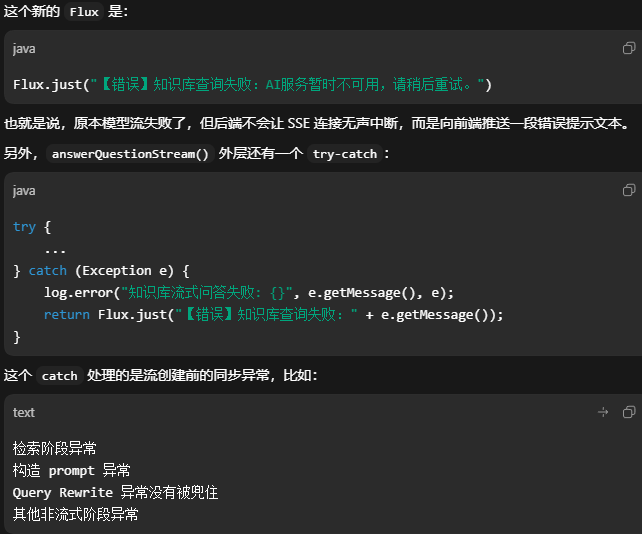 这个新的 Flux 是：
java
Flux.just("【错误】知识库查询失败：AI服务暂时不可用，请稍后重试。")
也就是说，原本模型流失败了，但后端不会让 SSE 连接无声中断，而是向前端推送一段错误提示文本。
另外，answerQuestionStream() 外层还有一个 try-catch：
java
try {
    ...
} catch (Exception e) {
    log.error("知识库流式问答失败: {}", e.getMessage(), e);
    return Flux.just("【错误】知识库查询失败：" + e.getMessage());
}
这个 catch 处理的是流创建前的同步异常，比如：
text
检索阶段异常
构造 prompt 异常
Query Rewrite 异常没有被兜住
其他非流式阶段异常